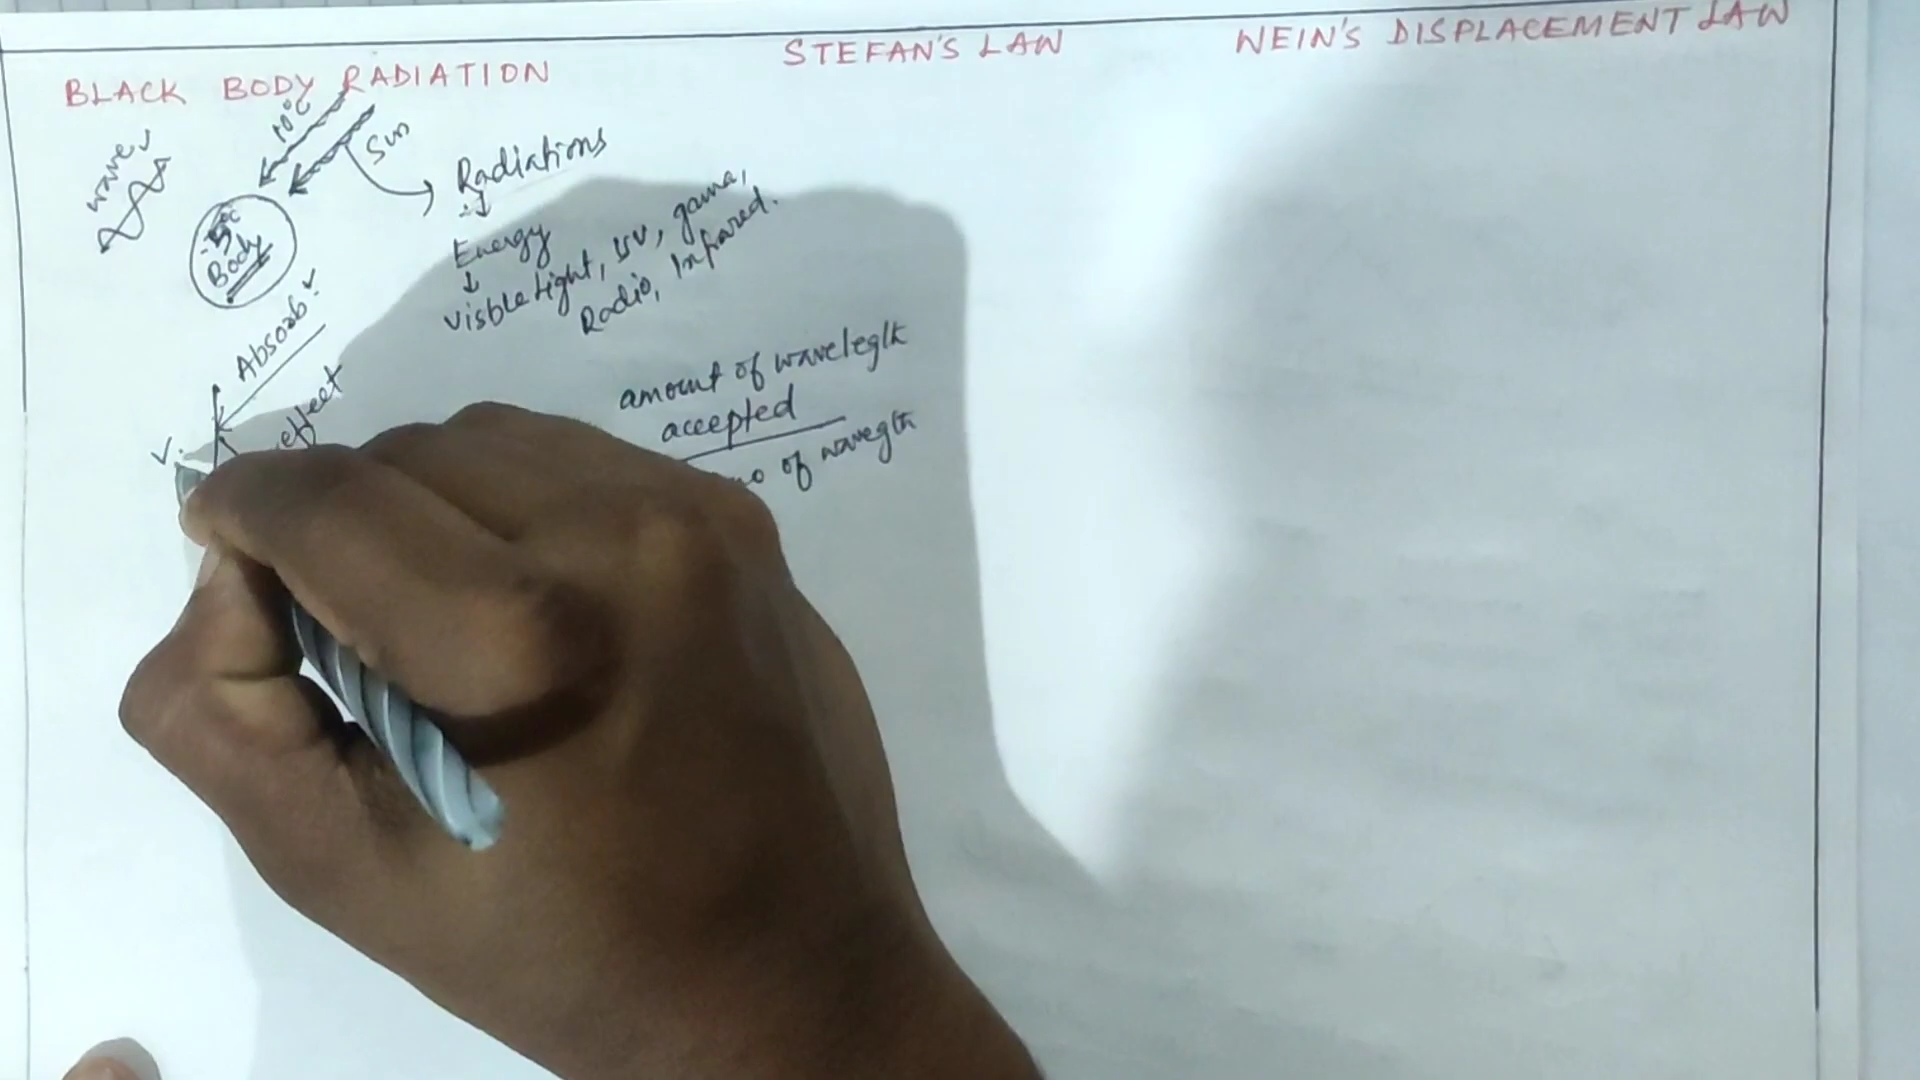 BLACK BODY RADIATION
STEFAN'S LAW
WEIN'S DISPLACEMENT LAW
waves
10°C
Sun
Radiations
Energy
visble light, UV, gama,
Radio, Infrared.
Body
Absorb
effect
amount of wavelegth
accepted
no of wavegth